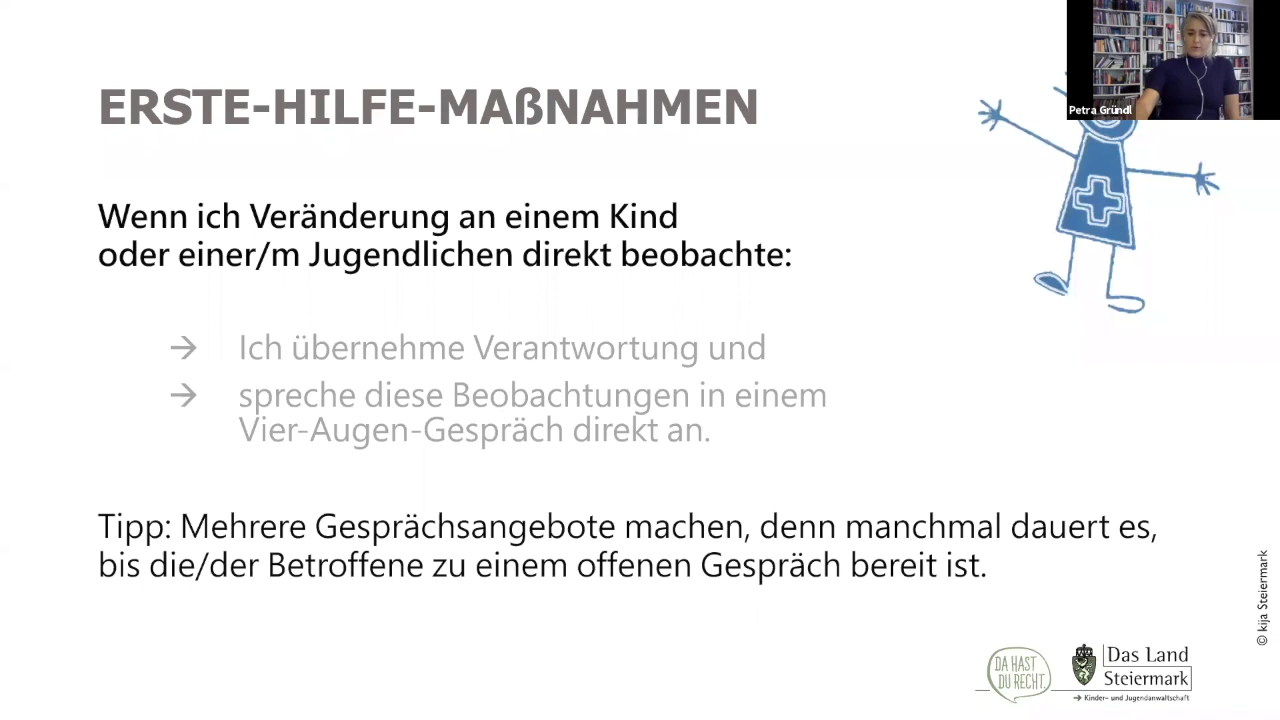 Petra Gründl
ERSTE-HILFE-MAßNAHMEN
Wenn ich Veränderung an einem Kind
oder einer/m Jugendlichen direkt beobachte:
→ Ich übernehme Verantwortung und
→ spreche diese Beobachtungen in einem
Vier-Augen-Gespräch direkt an.
Tipp: Mehrere Gesprächsangebote machen, denn manchmal dauert es,
bis die/der Betroffene zu einem offenen Gespräch bereit ist.
© kija Steiermark
DA HAST
DU RECHT.
Das Land
Steiermark
→ Kinder- und Jugendanwaltschaft